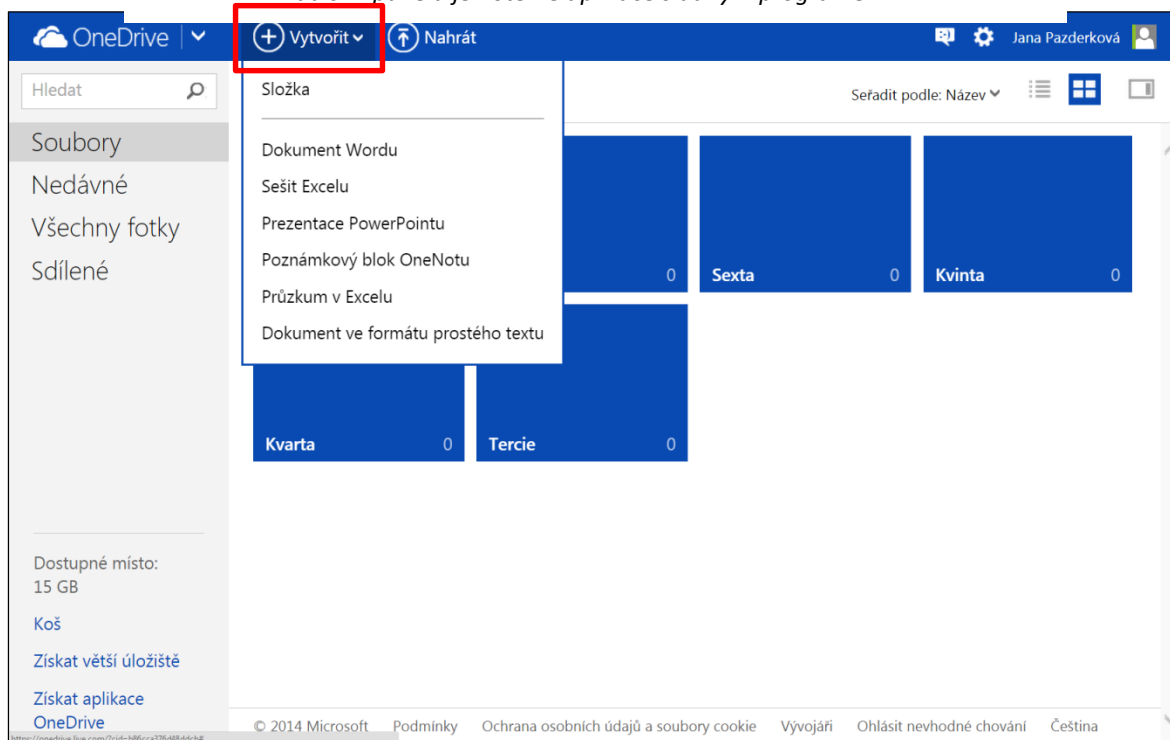 OneDrive
Vytvořit
Nahrát
Jana Pazderková
Hledat
Složka
Seřadit podle: Název
Soubory
Nedávné
Všechny fotky
Sdílené
Dokument Wordu
Sešit Excelu
Prezentace PowerPointu
Poznámkový blok OneNotu
Průzkum v Excelu
Dokument ve formátu prostého textu
0
Sexta 0
Kvinta 0
Kvarta 0
Tercie 0
Dostupné místo:
15 GB
Koš
Získat větší úložiště
Získat aplikace
OneDrive
© 2014 Microsoft Podmínky Ochrana osobních údajů a soubory cookie Vývojáři Ohlásit nevhodné chování Čeština